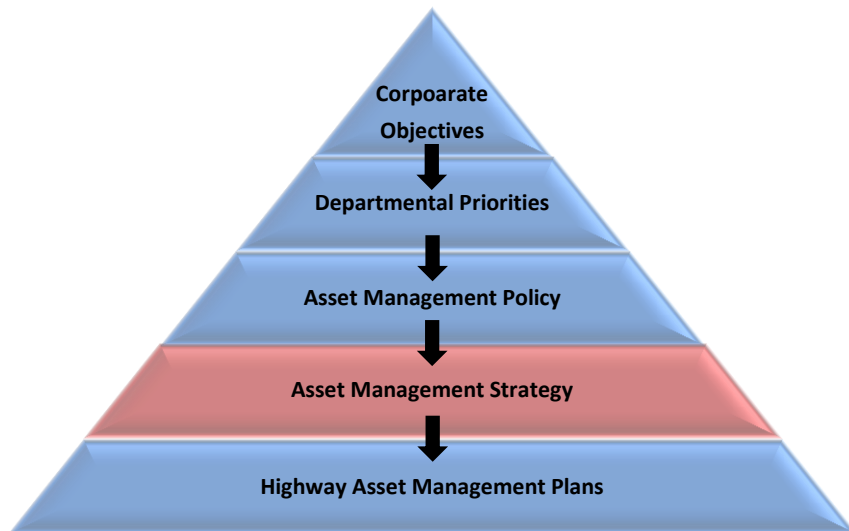 Corpoarate
Objectives
Departmental Priorities
Asset Management Policy
Asset Management Strategy
Highway Asset Management Plans